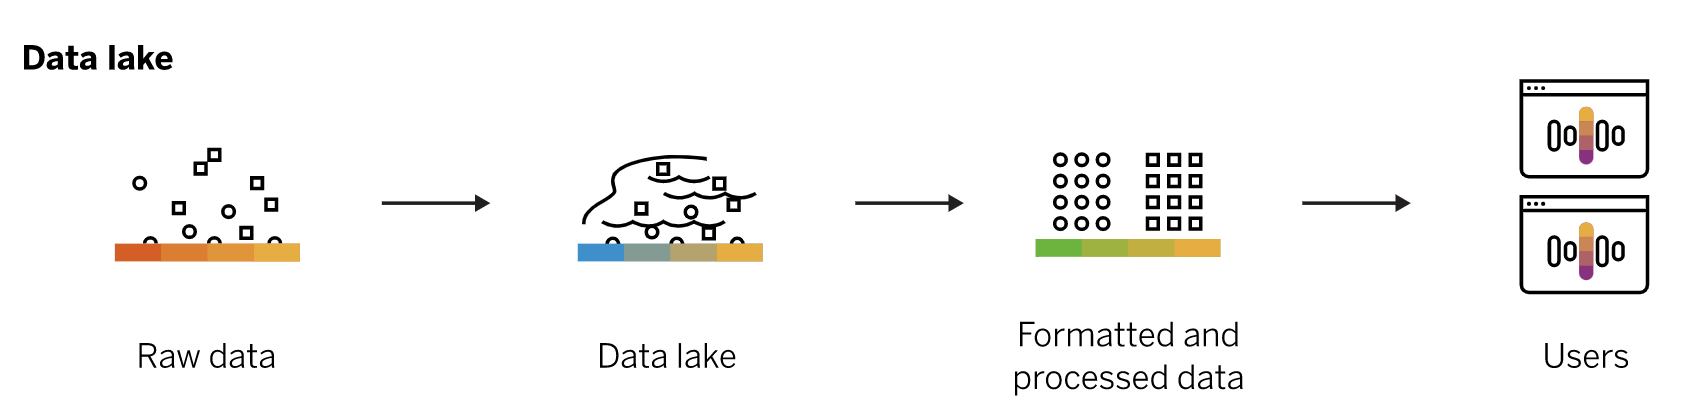 Data lake
Raw data
Data lake
Formatted and
processed data
Users